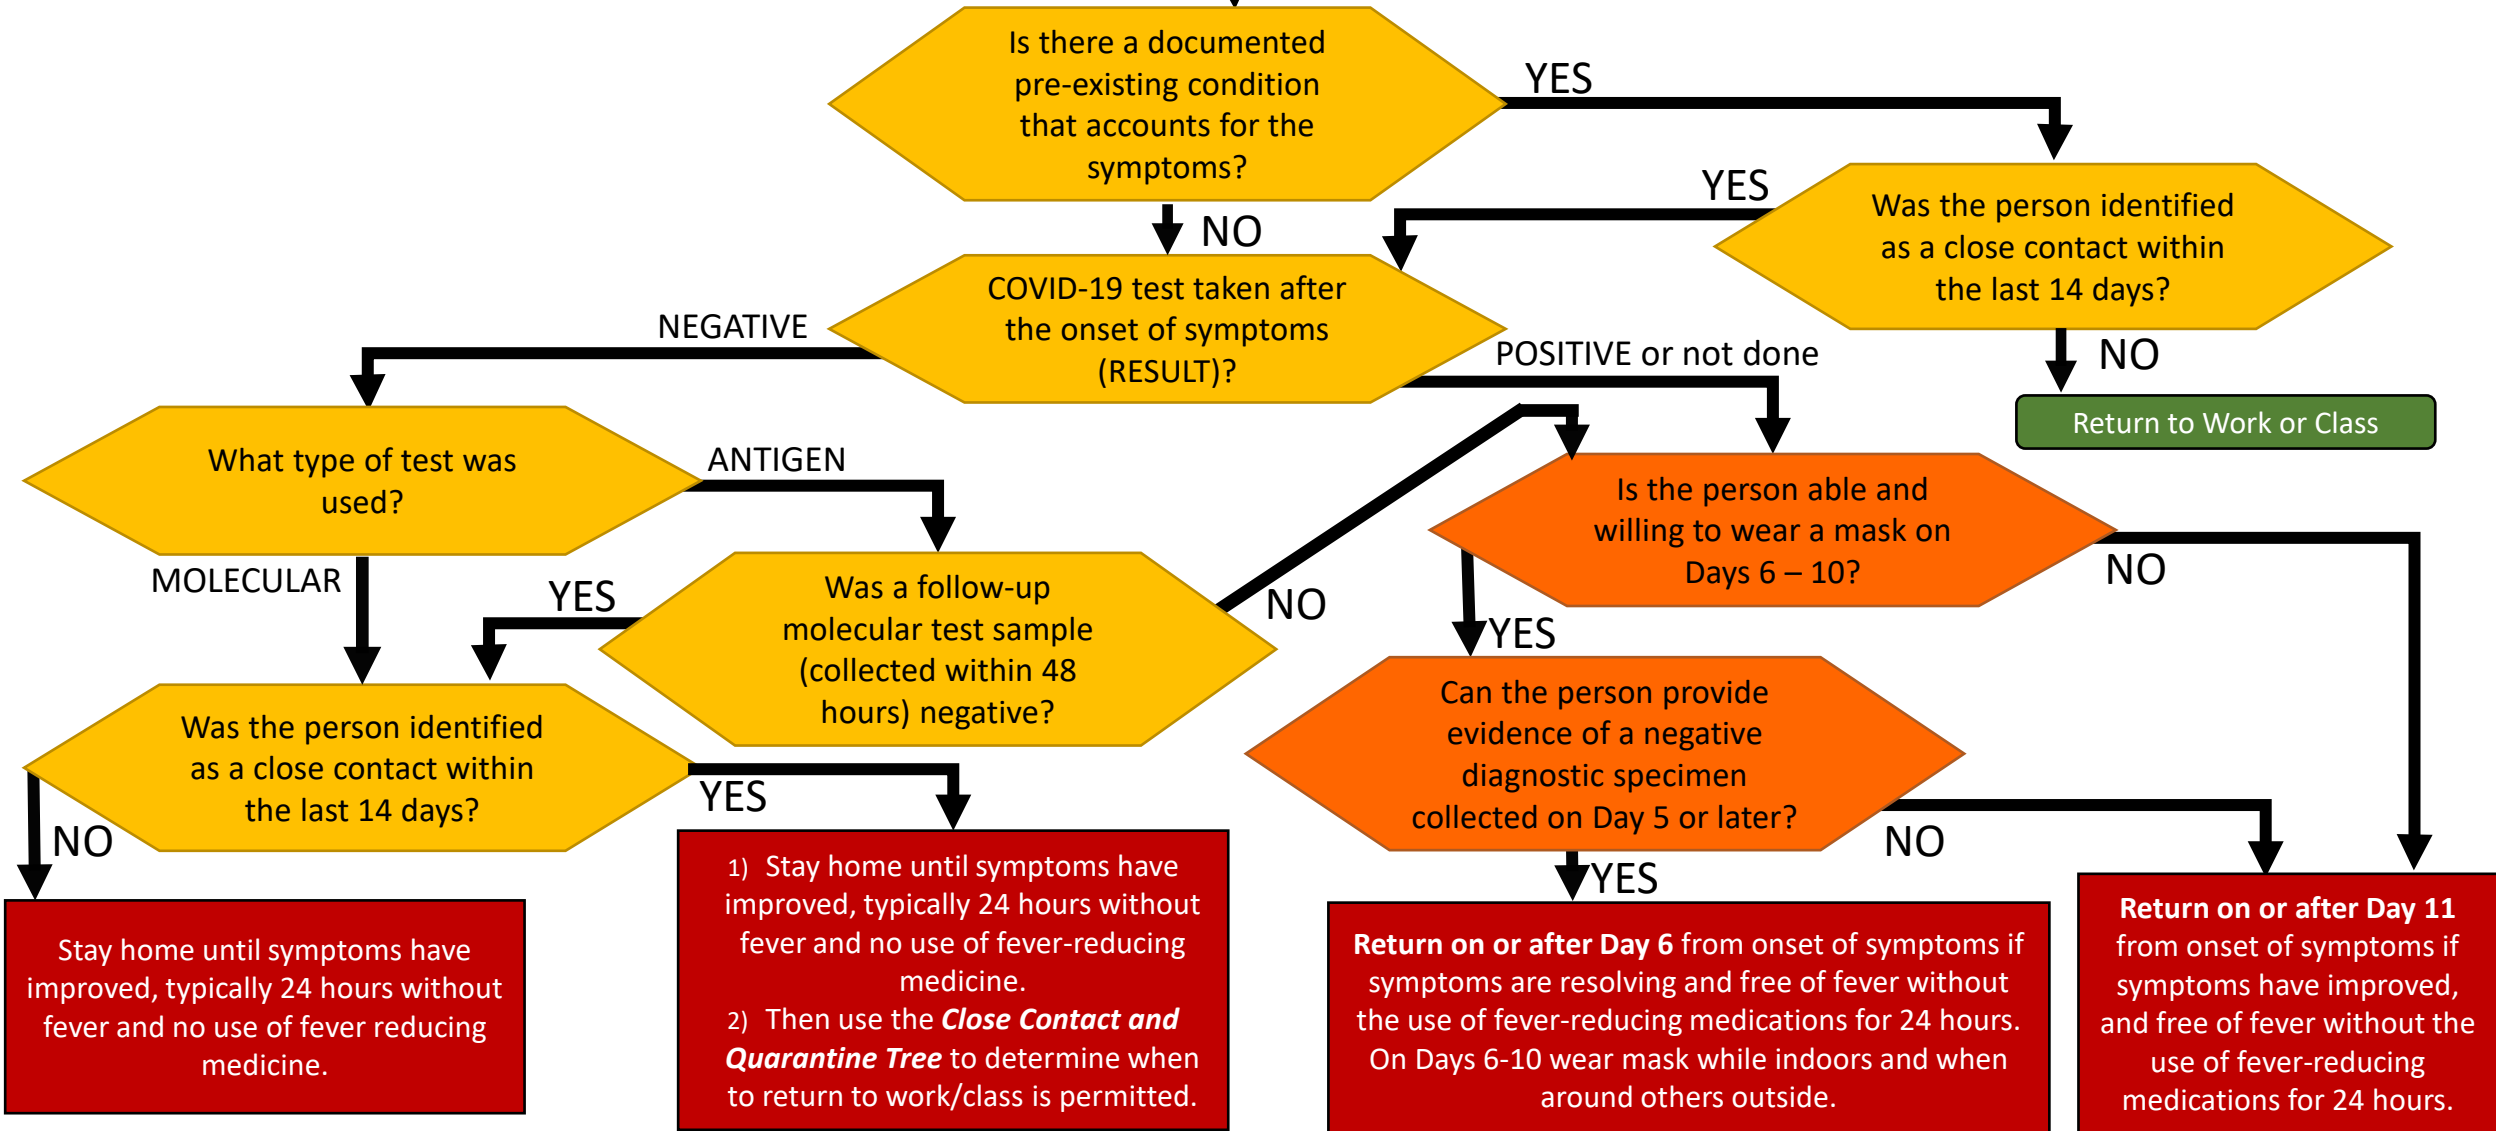 Is there a documented
pre-existing condition
that accounts for the
symptoms?
YES
NO
Was the person identified
as a close contact within
the last 14 days?
YES
NO
Return to Work or Class
COVID-19 test taken after
the onset of symptoms
(RESULT)?
NEGATIVE
POSITIVE or not done
What type of test was
used?
ANTIGEN
MOLECULAR
Was a follow-up
molecular test sample
(collected within 48
hours) negative?
YES
NO
Is the person able and
willing to wear a mask on
Days 6 – 10?
YES
NO
Was the person identified
as a close contact within
the last 14 days?
NO
YES
Can the person provide
evidence of a negative
diagnostic specimen
collected on Day 5 or later?
YES
NO
Stay home until symptoms have
improved, typically 24 hours without
fever and no use of fever reducing
medicine.
1) Stay home until symptoms have
improved, typically 24 hours without
fever and no use of fever-reducing
medicine.
2) Then use the Close Contact and
Quarantine Tree to determine when
to return to work/class is permitted.
Return on or after Day 6 from onset of symptoms if
symptoms are resolving and free of fever without
the use of fever-reducing medications for 24 hours.
On Days 6-10 wear mask while indoors and when
around others outside.
Return on or after Day 11
from onset of symptoms if
symptoms have improved,
and free of fever without the
use of fever-reducing
medications for 24 hours.